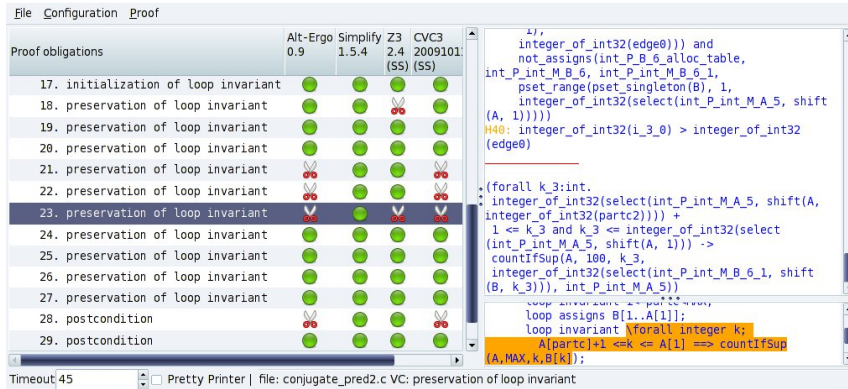 File Configuration Proof
Proof obligations
Alt-Ergo Simplify Z3 CVC3
0.9 1.5.4 2.4 2009101
(SS) (SS)
17. initialization of loop invariant
18. preservation of loop invariant
19. preservation of loop invariant
20. preservation of loop invariant
21. preservation of loop invariant
22. preservation of loop invariant
23. preservation of loop invariant
24. preservation of loop invariant
25. preservation of loop invariant
26. preservation of loop invariant
27. preservation of loop invariant
28. postcondition
29. postcondition
1),
integer_of_int32(edge0))) and
not_assigns(int_P_B_6_alloc_table,
int_P_int_M_B_6, int_P_int_M_B_6_1,
pset_range(pset_singleton(B), 1,
integer_of_int32(select(int_P_int_M_A_5, shift
(A, 1)))))
H40: integer_of_int32(i_3_0) > integer_of_int32
(edge0)
(forall k_3:int.
integer_of_int32(select(int_P_int_M_A_5, shift(A,
integer_of_int32(partc2)))) +
1 <= k_3 and k_3 <= integer_of_int32(select
(int_P_int_M_A_5, shift(A, 1))) ->
countIfSup(A, 100, k_3,
integer_of_int32(select(int_P_int_M_B_6_1, shift
(B, k_3))), int_P_int_M_A_5))
loop invariant 1<=partc<MAX;
loop assigns B[1..A[1]];
loop invariant \forall integer k;
A[partc]+1 <=k <= A[1] ==> countIfSup
(A,MAX,k,B[k]);
Timeout 45 Pretty Printer | file: conjugate_pred2.c VC: preservation of loop invariant